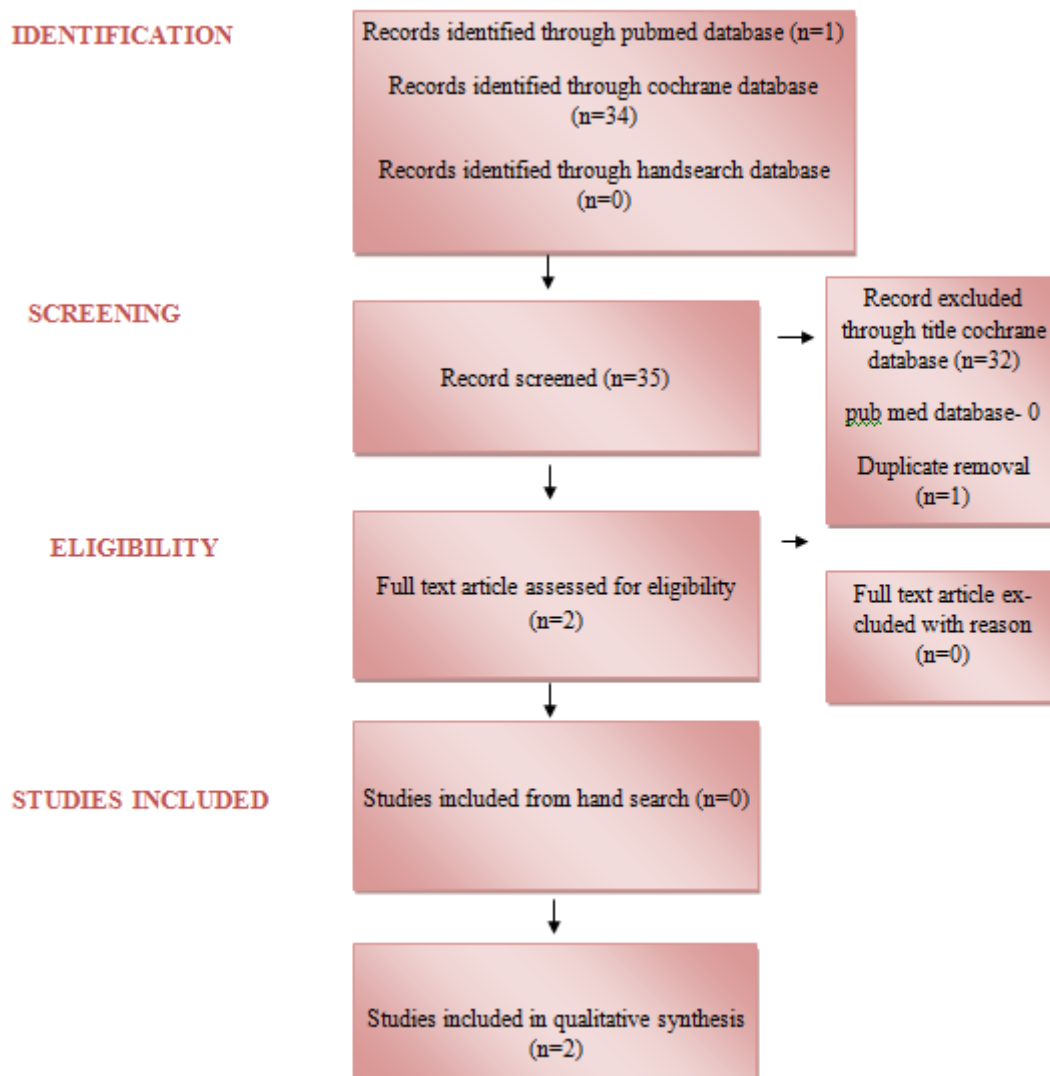 IDENTIFICATION
Records identified through pubmed database (n=1)
Records identified through cochrane database
(n=34)
Records identified through handsearch database
(n=0)
SCREENING
Record screened (n=35)
Record excluded
through title cochrane
database (n=32)
pub med database- 0
Duplicate removal
(n=1)
ELIGIBILITY
Full text article assessed for eligibility
(n=2)
Full text article ex-
cluded with reason
(n=0)
STUDIES INCLUDED
Studies included from hand search (n=0)
Studies included in qualitative synthesis
(n=2)